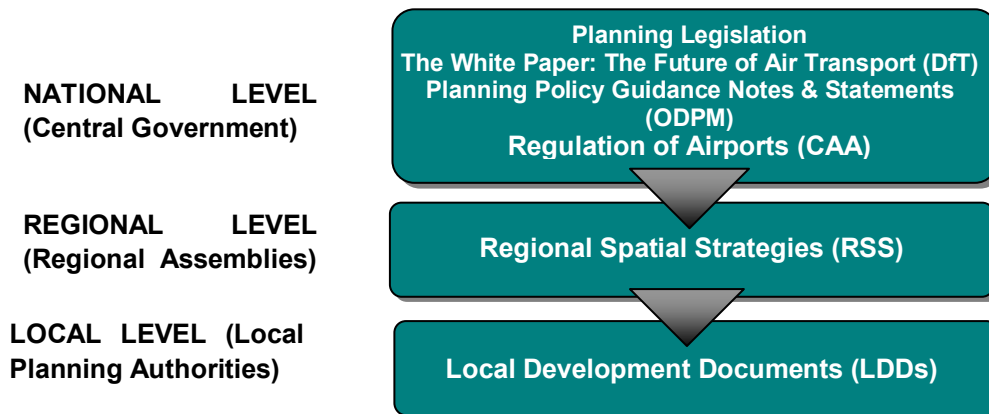 NATIONAL LEVEL
(Central Government)
Planning Legislation
The White Paper: The Future of Air Transport (DfT)
Planning Policy Guidance Notes & Statements
(ODPM)
Regulation of Airports (CAA)
REGIONAL LEVEL
(Regional Assemblies)
Regional Spatial Strategies (RSS)
LOCAL LEVEL (Local
Planning Authorities)
Local Development Documents (LDDs)